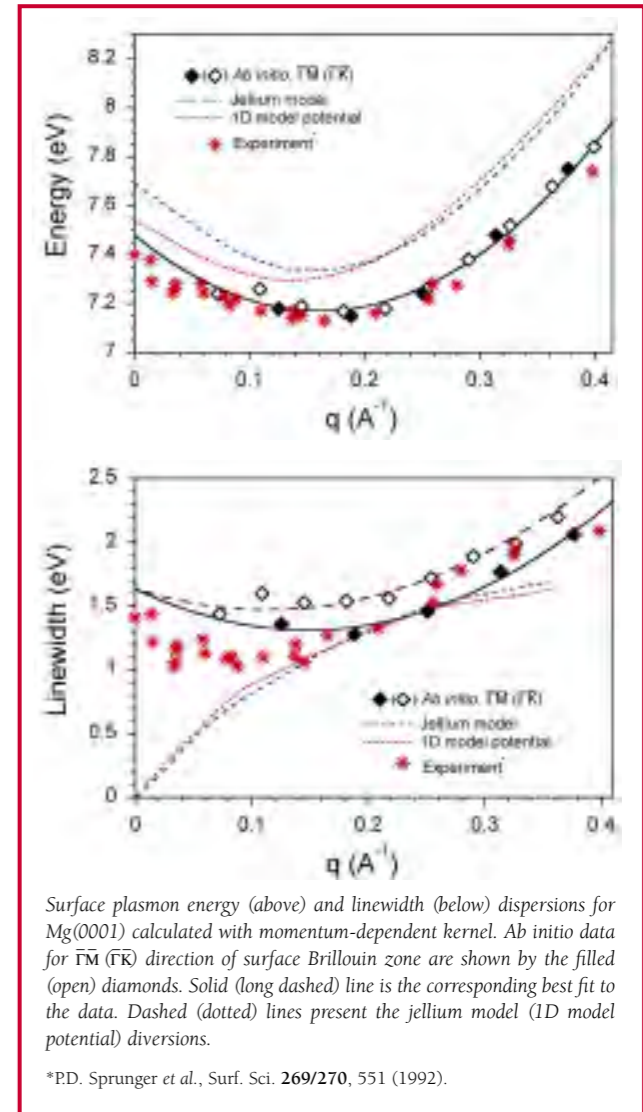 8.2
8
7.8
7.6
7.4
7.2
7
Energy (eV)
◆(◇) Ab initio, Γ̅M̅ (Γ̅K̅)
Jellium model
1D model potential
Experiment
0 0.1 0.2 0.3 0.4
q (A⁻¹)
2.5
2
1.5
1
0.5
0
Linewidth (eV)
◆(◇) Ab initio, Γ̅M̅ (Γ̅K̅)
Jellium model
1D model potential
Experiment
0 0.1 0.2 0.3 0.4
q (A⁻¹)
Surface plasmon energy (above) and linewidth (below) dispersions for
Mg(0001) calculated with momentum-dependent kernel. Ab initio data
for Γ̅M̅ (Γ̅K̅) direction of surface Brillouin zone are shown by the filled
(open) diamonds. Solid (long dashed) line is the corresponding best fit to
the data. Dashed (dotted) lines present the jellium model (1D model
potential) diversions.
*P.D. Sprunger et al., Surf. Sci. 269/270, 551 (1992).